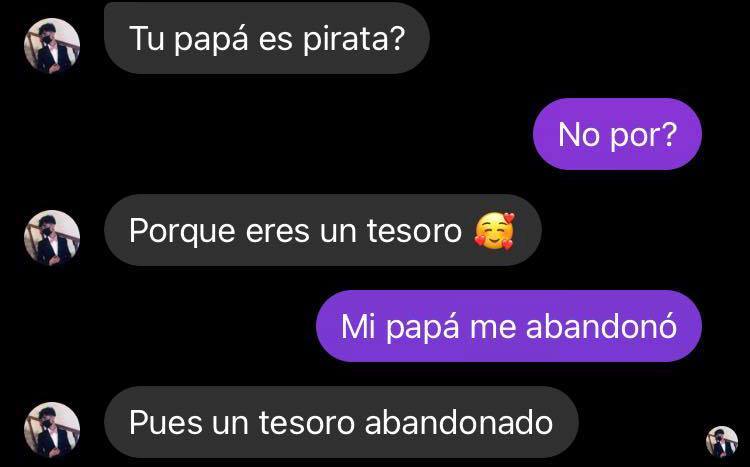 Tu papá es pirata?
No por?
Porque eres un tesoro 🥰
Mi papá me abandonó
Pues un tesoro abandonado